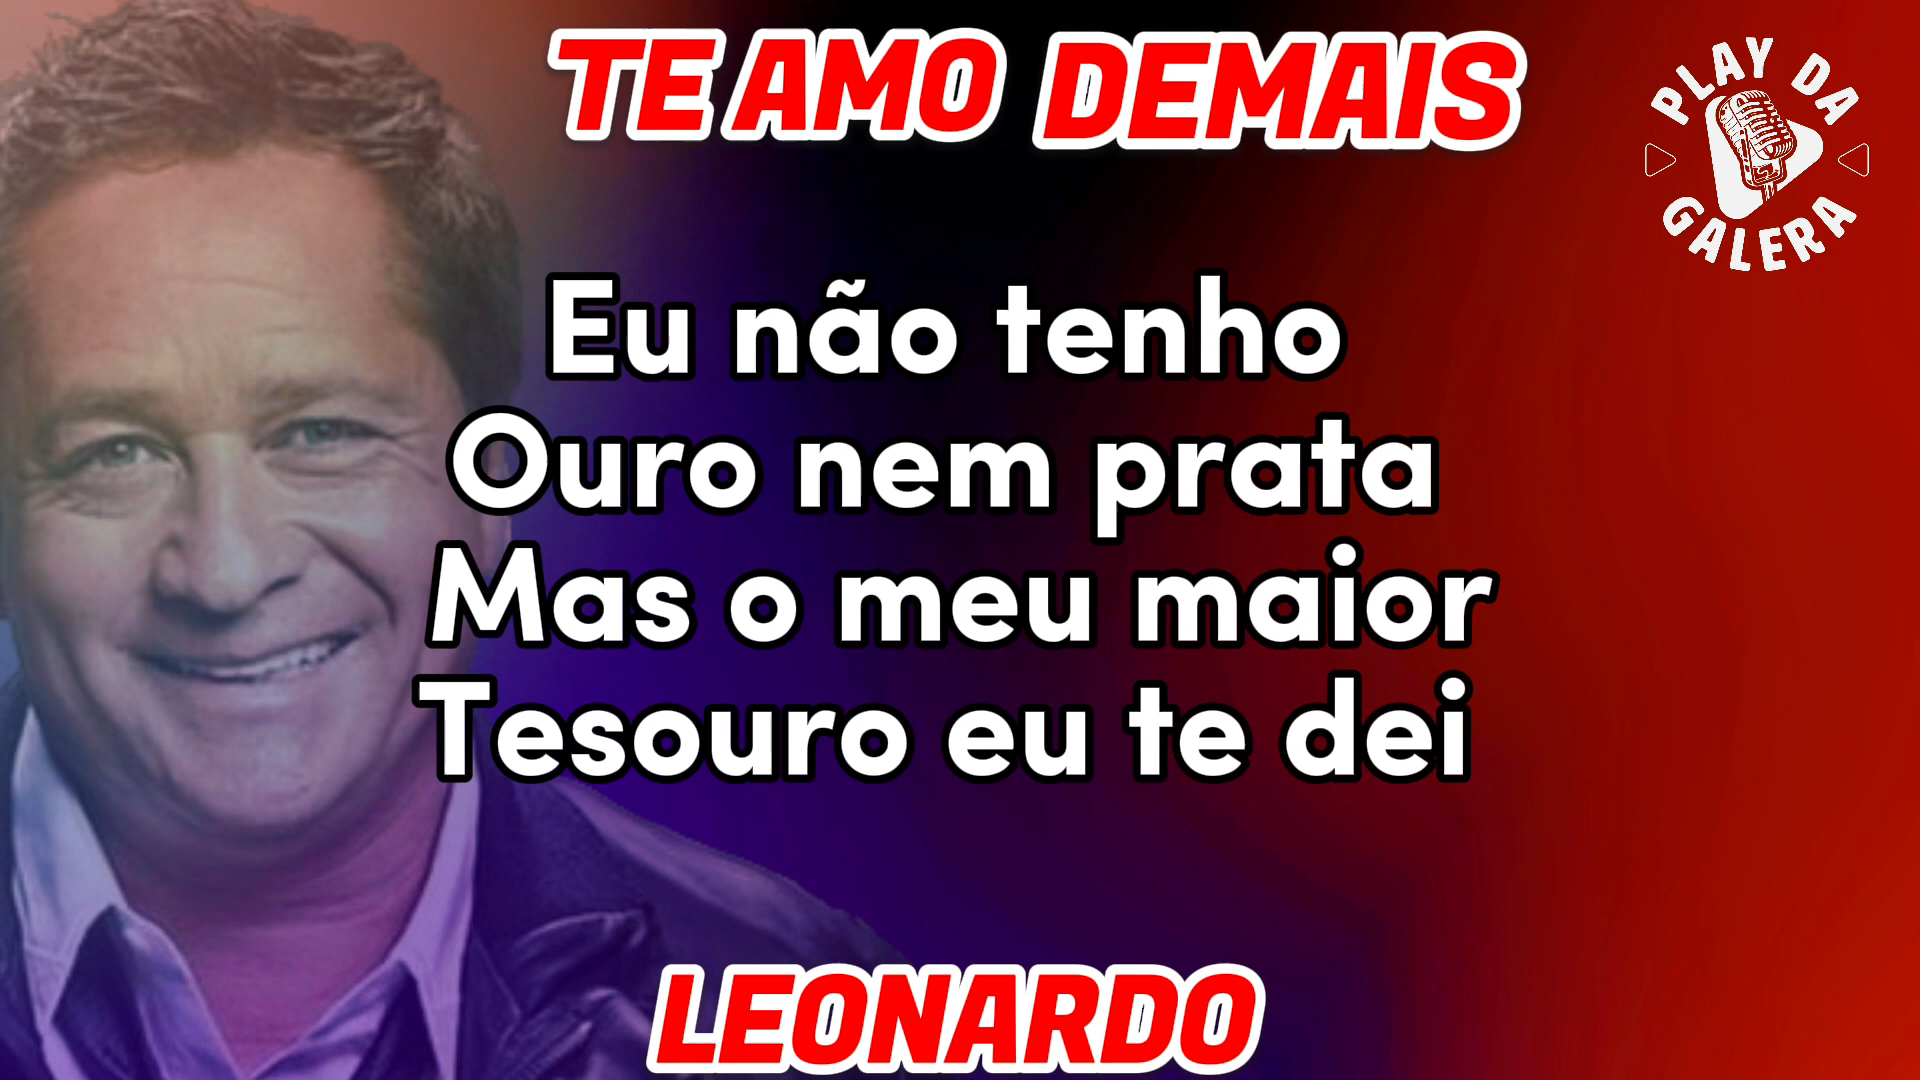 TE AMO DEMAIS
PLAY DA
GALERA
Eu não tenho
Ouro nem prata
Mas o meu maior
Tesouro eu te dei
LEONARDO